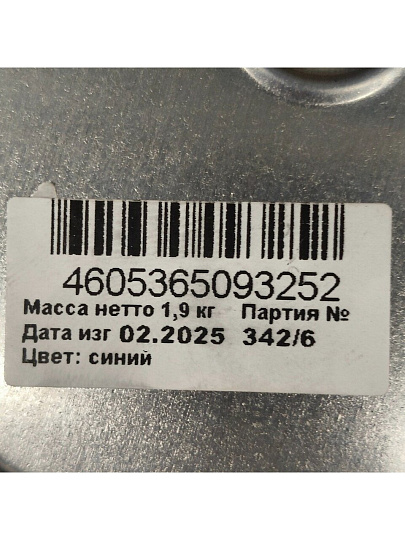 4605365093252
Масса нетто 1,9 кг Партия №
Дата изг 02.2025 342/6
Цвет: синий